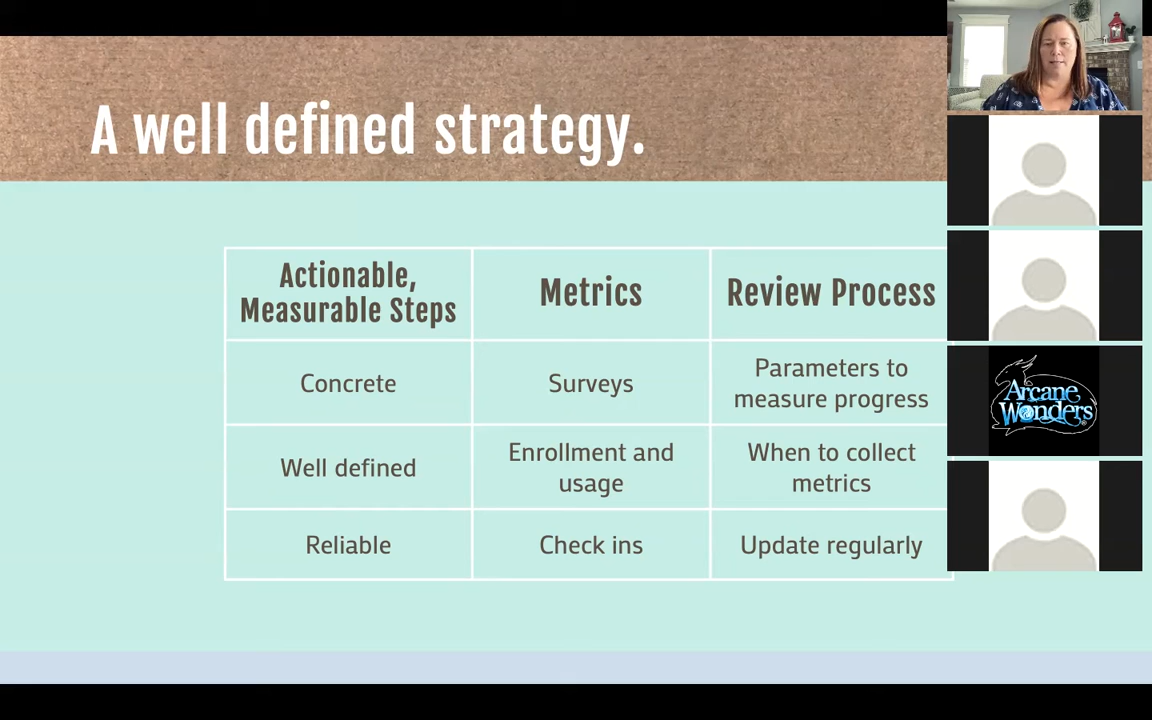 A well defined strategy.
Actionable,
Measurable Steps
Metrics
Review Process
Concrete
Surveys
Parameters to
measure progress
Well defined
Enrollment and
usage
When to collect
metrics
Reliable
Check ins
Update regularly
Arcane
Wonders®